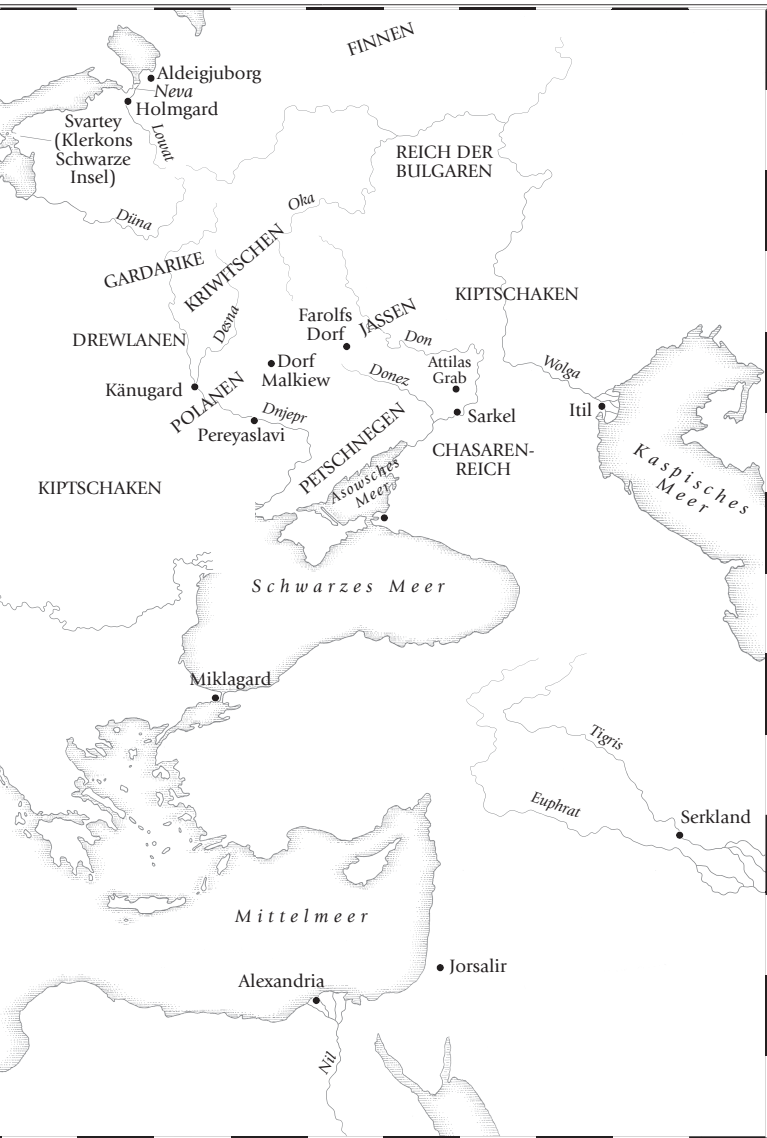 FINNEN
Aldeigjuborg
Neva
Holmgard
Svartey
(Klerkons
Schwarze
Insel)
Lowat
REICH DER
BULGAREN
Oka
Düna
GARDARIKE
KRIWITSCHEN
KIPTSCHAKEN
Farolfs
Dorf
JASSEN
Desna
DREWLANEN
Don
Attilas
Grab
Wolga
Dorf
Malkiew
Donez
Känugard
POLANEN
Itil
Dnjepr
Sarkel
Pereyaslavi
PETSCHNEGEN
CHASAREN-
REICH
Kaspisches
Meer
Asowsches
Meer
KIPTSCHAKEN
Schwarzes Meer
Miklagard
Tigris
Euphrat
Serkland
Mittelmeer
Jorsalir
Alexandria
Nil